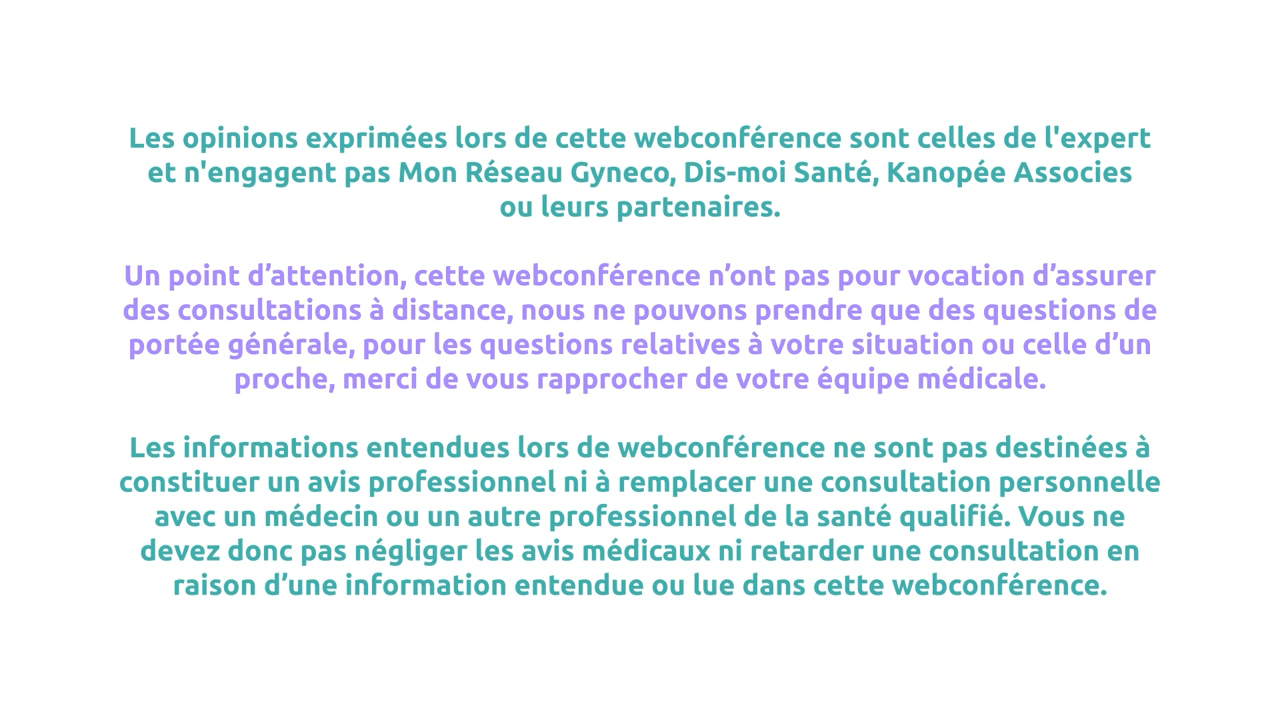 Les opinions exprimées lors de cette webconférence sont celles de l'expert
et n'engagent pas Mon Réseau Gyneco, Dis-moi Santé, Kanopée Associes
ou leurs partenaires.
Un point d’attention, cette webconférence n’ont pas pour vocation d’assurer
des consultations à distance, nous ne pouvons prendre que des questions de
portée générale, pour les questions relatives à votre situation ou celle d’un
proche, merci de vous rapprocher de votre équipe médicale.
Les informations entendues lors de webconférence ne sont pas destinées à
constituer un avis professionnel ni à remplacer une consultation personnelle
avec un médecin ou un autre professionnel de la santé qualifié. Vous ne
devez donc pas négliger les avis médicaux ni retarder une consultation en
raison d’une information entendue ou lue dans cette webconférence.